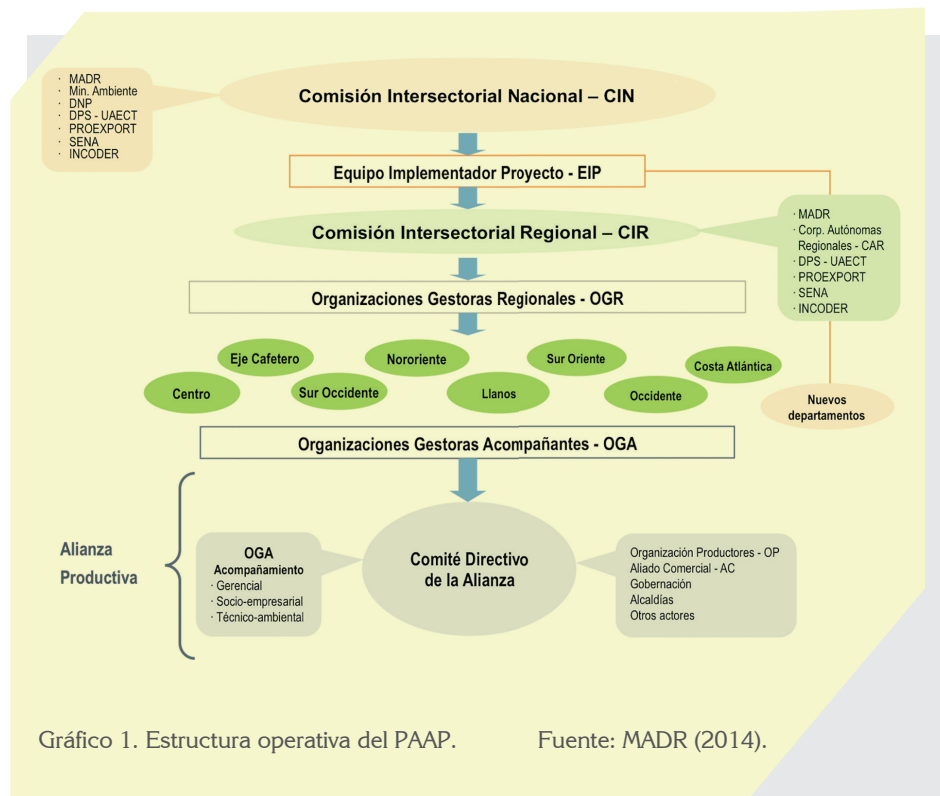 · MADR
· Min. Ambiente
· DNP
· DPS - UAECT
· PROEXPORT
· SENA
· INCODER
Comisión Intersectorial Nacional – CIN
Equipo Implementador Proyecto - EIP
Comisión Intersectorial Regional – CIR
· MADR
· Corp. Autónomas
Regionales - CAR
· DPS - UAECT
· PROEXPORT
· SENA
· INCODER
Organizaciones Gestoras Regionales - OGR
Centro
Eje Cafetero
Sur Occidente
Nororiente
Llanos
Sur Oriente
Occidente
Costa Atlántica
Nuevos
departamentos
Organizaciones Gestoras Acompañantes - OGA
Alianza
Productiva
OGA
Acompañamiento
· Gerencial
· Socio-empresarial
· Técnico-ambiental
Comité Directivo
de la Alianza
Organización Productores - OP
Aliado Comercial - AC
Gobernación
Alcaldías
Otros actores
Gráfico 1. Estructura operativa del PAAP.
Fuente: MADR (2014).